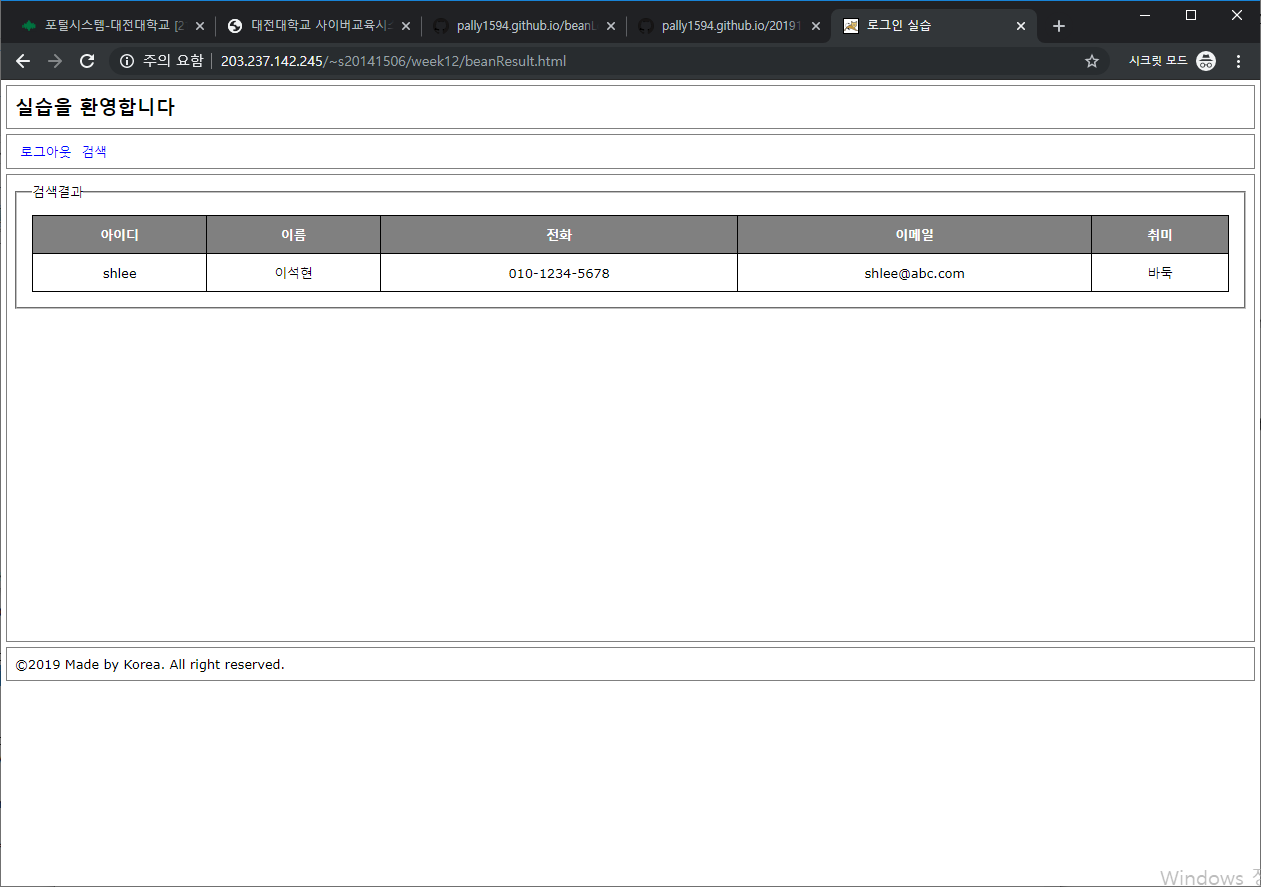 포털시스템-대전대학교 [2
대전대학교 사이버교육시
pally1594.github.io/beanL
pally1594.github.io/20191
로그인 실습
주의 요함
203.237.142.245/~s20141506/week12/beanResult.html
시크릿 모드
실습을 환영합니다
로그아웃 검색
검색결과
아이디 이름 전화 이메일 취미
shlee 이석현 010-1234-5678 shlee@abc.com 바둑
©2019 Made by Korea. All right reserved.
Windows